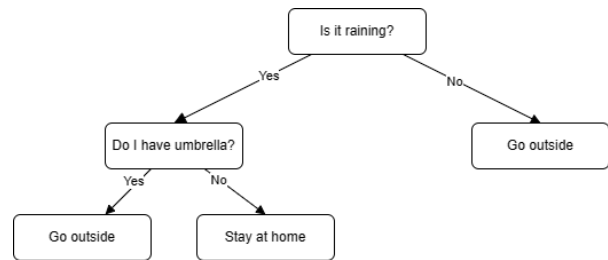 Is it raining?
Yes
No
Do I have umbrella?
Go outside
Yes
No
Go outside
Stay at home